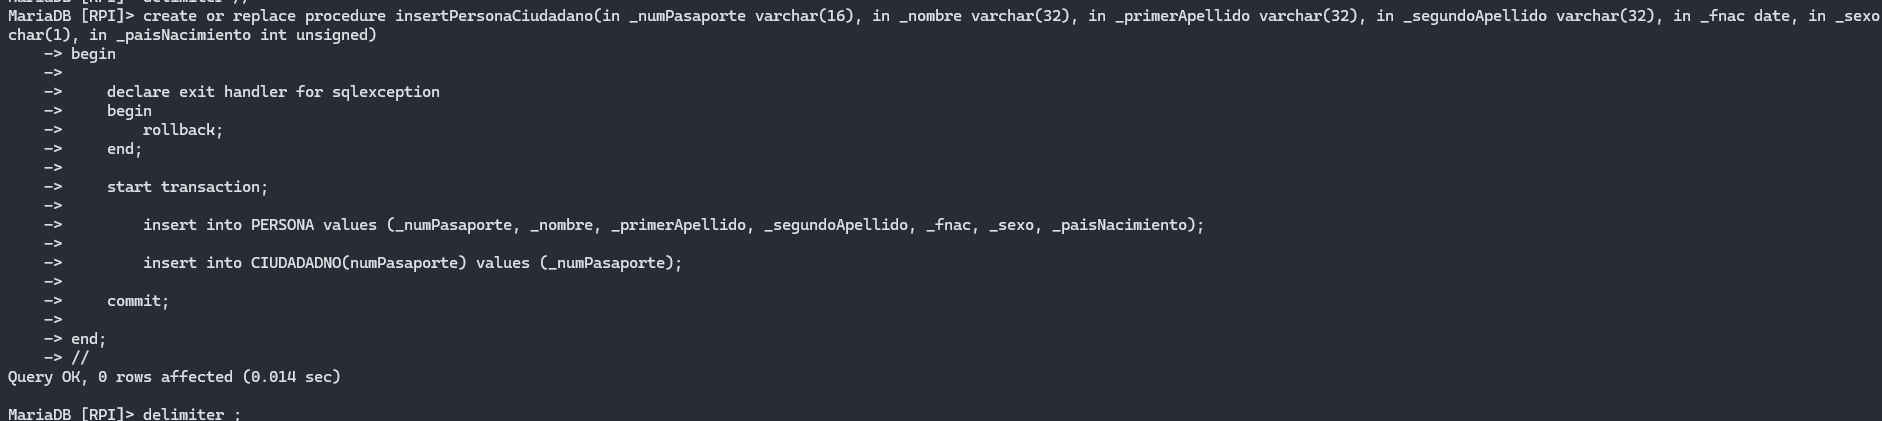 MariaDB [RPI]> delimiter //
MariaDB [RPI]> create or replace procedure insertPersonaCiudadano(in _numPasaporte varchar(16), in _nombre varchar(32), in _primerApellido varchar(32), in _segundoApellido varchar(32), in _fnac date, in _sexo
char(1), in _paisNacimiento int unsigned)
    -> begin
    ->
    ->     declare exit handler for sqlexception
    ->     begin
    ->         rollback;
    ->     end;
    ->
    ->     start transaction;
    ->
    ->         insert into PERSONA values (_numPasaporte, _nombre, _primerApellido, _segundoApellido, _fnac, _sexo, _paisNacimiento);
    ->
    ->         insert into CIUDADADNO(numPasaporte) values (_numPasaporte);
    ->
    ->     commit;
    ->
    -> end;
    -> //
Query OK, 0 rows affected (0.014 sec)
MariaDB [RPI]> delimiter ;